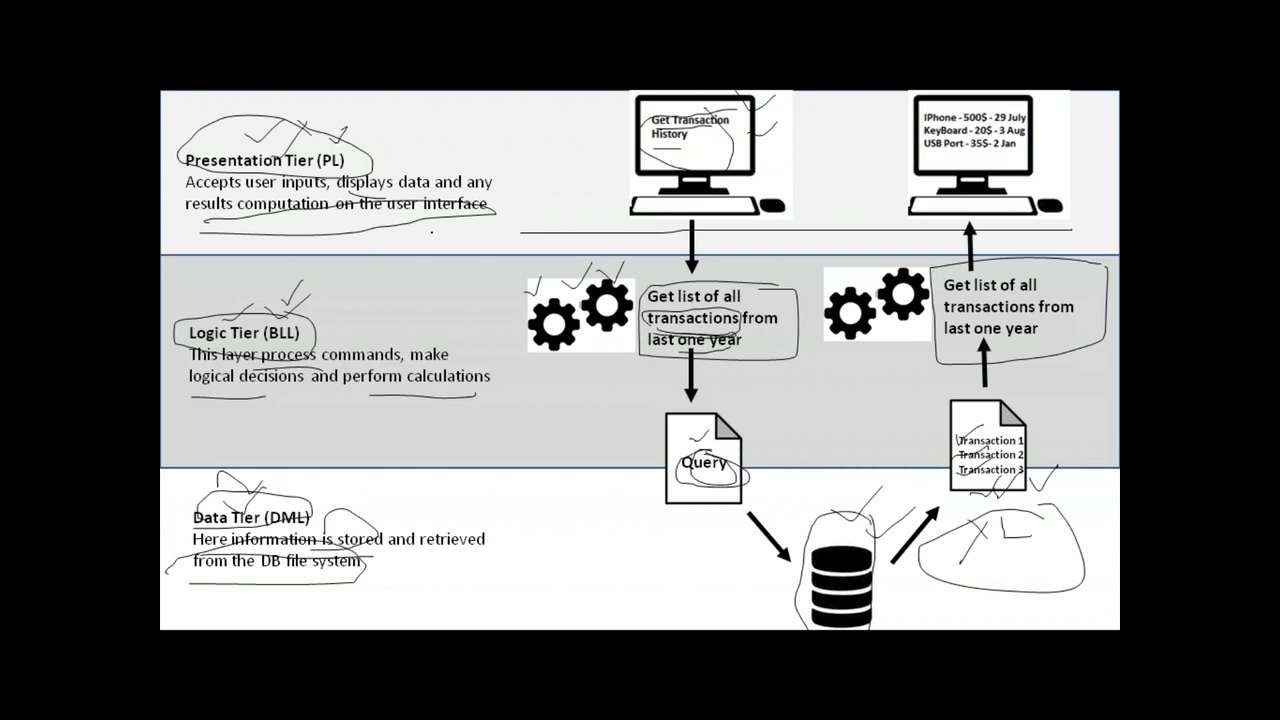 Presentation Tier (PL)
Accepts user inputs, displays data and any
results computation on the user interface
Get Transaction
History
IPhone - 500$ - 29 July
KeyBoard - 20$ - 3 Aug
USB Port - 35$- 2 Jan
Logic Tier (BLL)
This layer process commands, make
logical decisions and perform calculations
Get list of all
transactions from
last one year
Get list of all
transactions from
last one year
Query
Transaction 1
Transaction 2
Transaction 3
Data Tier (DML)
Here information is stored and retrieved
from the DB file system